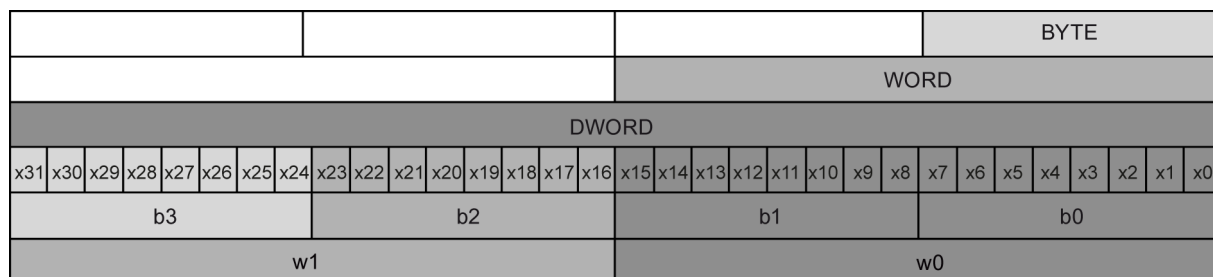 BYTE
WORD
DWORD
x31 x30 x29 x28 x27 x26 x25 x24 x23 x22 x21 x20 x19 x18 x17 x16 x15 x14 x13 x12 x11 x10 x9 x8 x7 x6 x5 x4 x3 x2 x1 x0
b3 b2 b1 b0
w1 w0